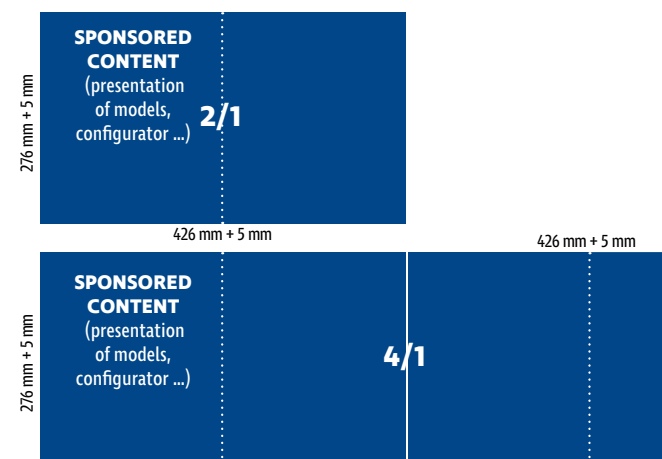 SPONSORED
CONTENT
(presentation
of models,
configurator ...)
2/1
276 mm + 5 mm
426 mm + 5 mm
426 mm + 5 mm
SPONSORED
CONTENT
(presentation
of models,
configurator ...)
4/1
276 mm + 5 mm